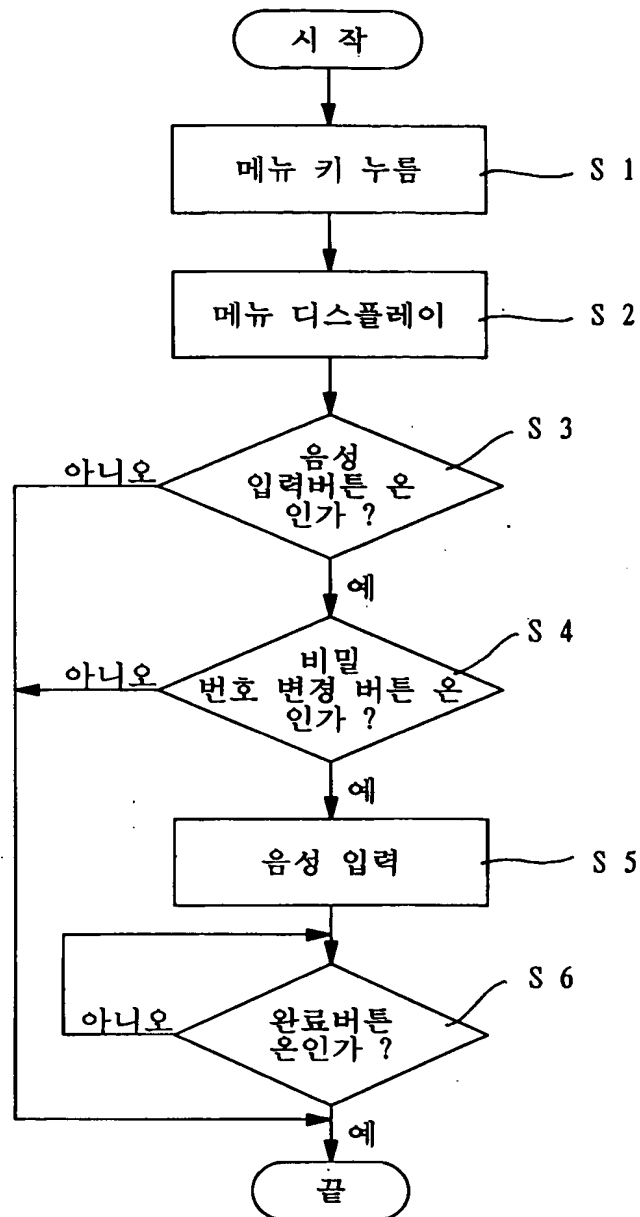 시 작
메뉴 키 누름
S 1
메뉴 디스플레이
S 2
음성
입력버튼 온
인가 ?
S 3
아니오
예
비밀
번호 변경 버튼 온
인가 ?
S 4
아니오
예
음성 입력
S 5
완료버튼
온인가 ?
S 6
아니오
예
끝